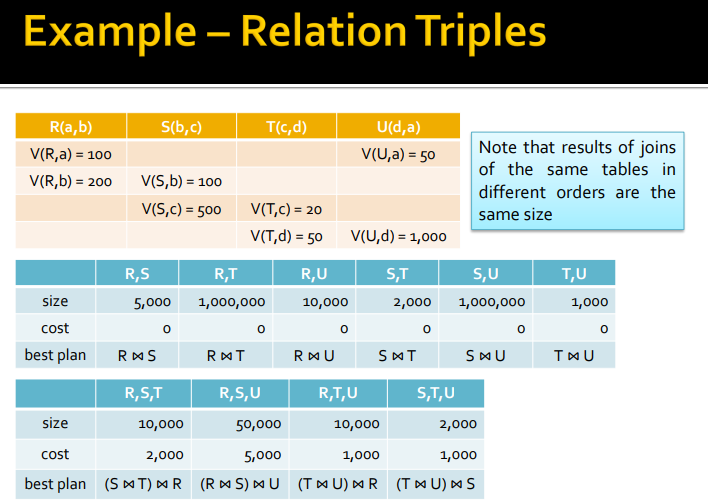 Example – Relation Triples
R(a,b) S(b,c) T(c,d) U(d,a)
V(R,a) = 100 V(U,a) = 50
V(R,b) = 200 V(S,b) = 100
V(S,c) = 500 V(T,c) = 20
V(T,d) = 50 V(U,d) = 1,000
Note that results of joins
of the same tables in
different orders are the
same size
R,S R,T R,U S,T S,U T,U
size 5,000 1,000,000 10,000 2,000 1,000,000 1,000
cost 0 0 0 0 0 0
best plan R ⋈ S R ⋈ T R ⋈ U S ⋈ T S ⋈ U T ⋈ U
R,S,T R,S,U R,T,U S,T,U
size 10,000 50,000 10,000 2,000
cost 2,000 5,000 1,000 1,000
best plan (S ⋈ T) ⋈ R (R ⋈ S) ⋈ U (T ⋈ U) ⋈ R (T ⋈ U) ⋈ S